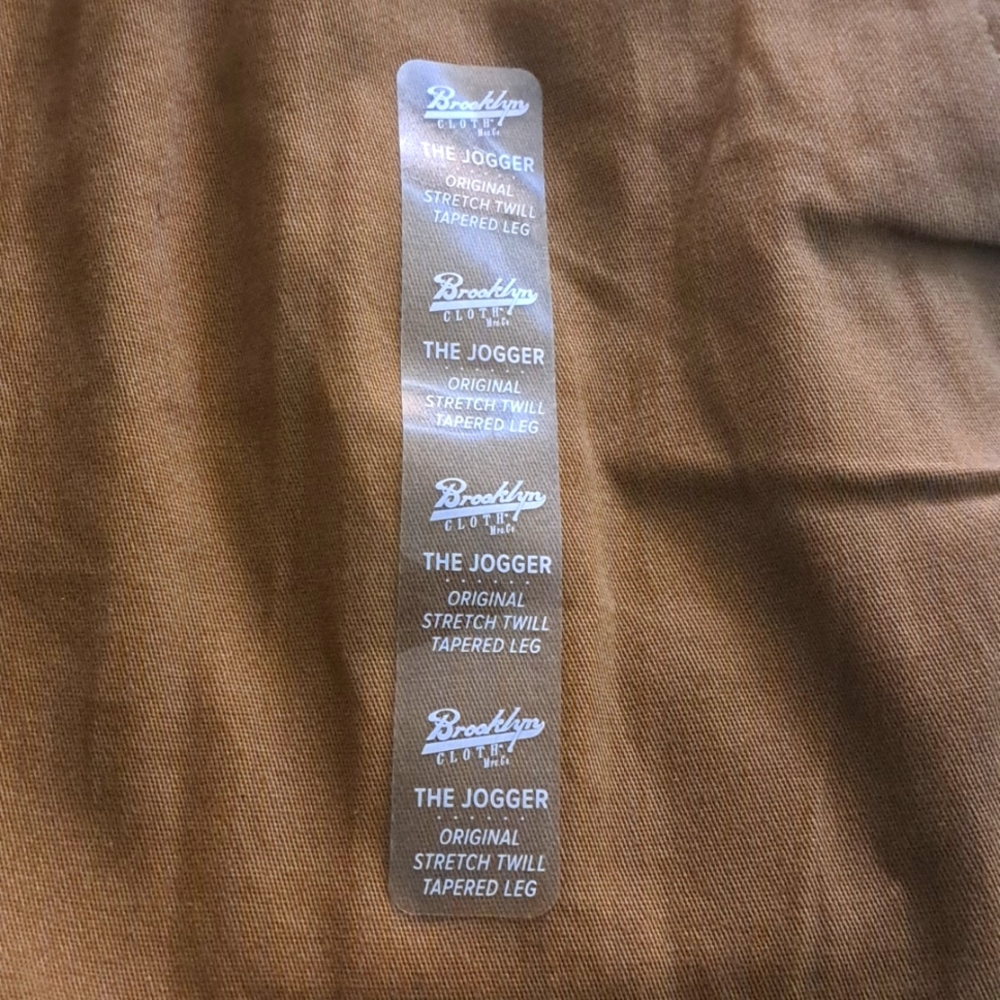 Brooklyn
CLOTH
Mfg. Co.
THE JOGGER
ORIGINAL
STRETCH TWILL
TAPERED LEG
Brooklyn
CLOTH
Mfg. Co.
THE JOGGER
ORIGINAL
STRETCH TWILL
TAPERED LEG
Brooklyn
CLOTH
Mfg. Co.
THE JOGGER
ORIGINAL
STRETCH TWILL
TAPERED LEG
Brooklyn
CLOTH
Mfg. Co.
THE JOGGER
ORIGINAL
STRETCH TWILL
TAPERED LEG